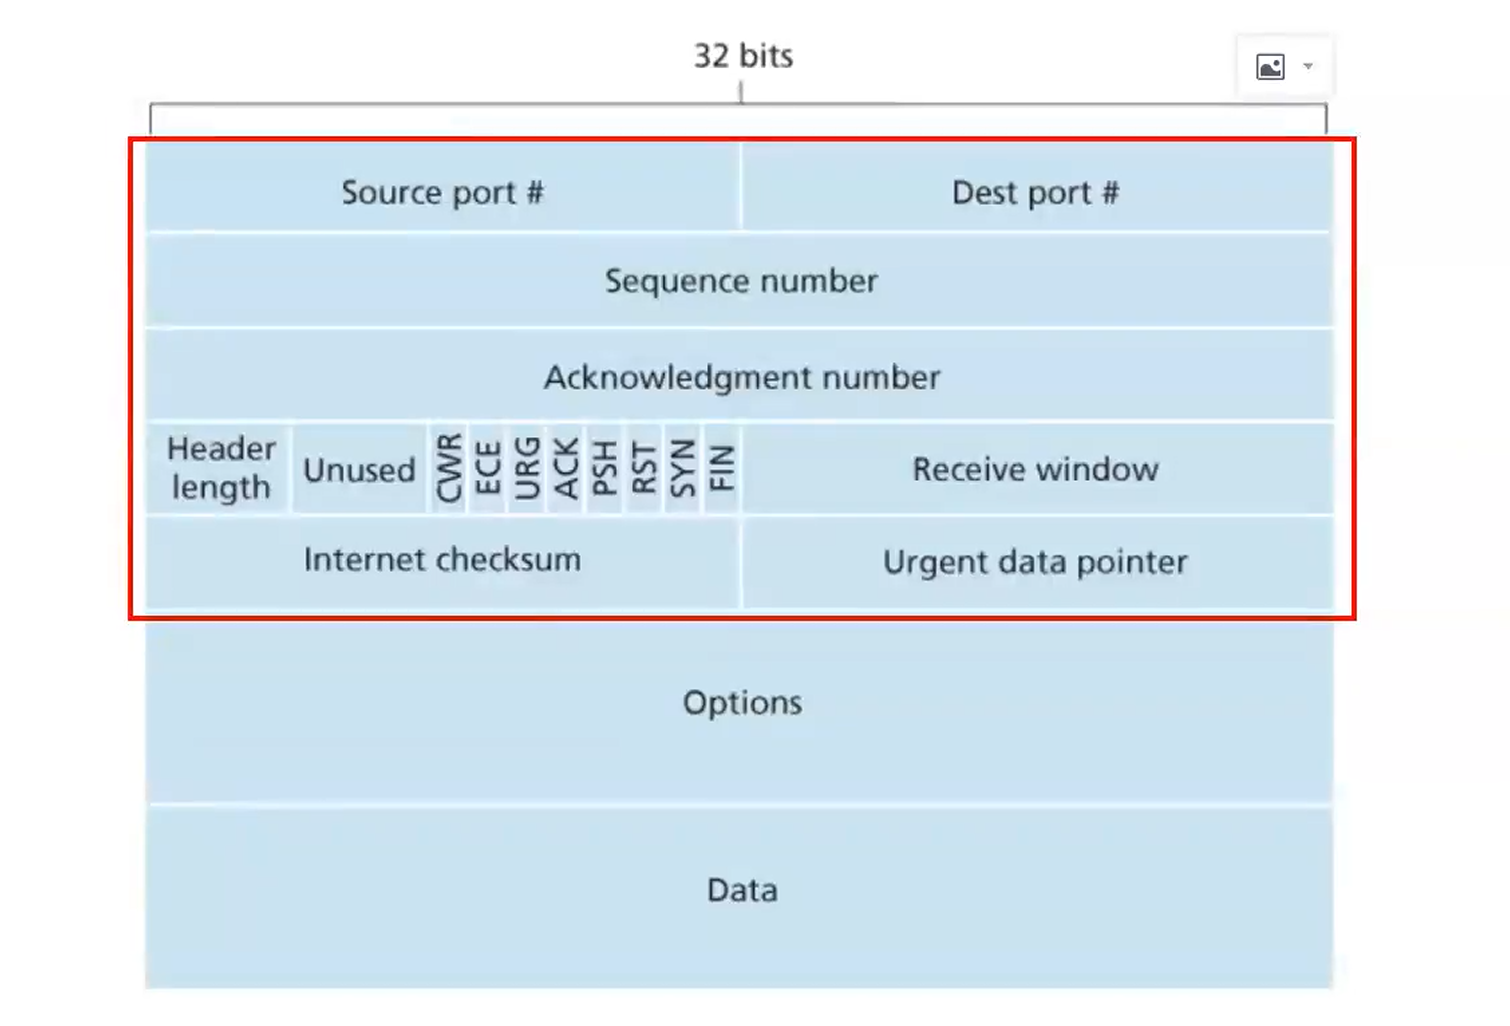 32 bits
Source port #
Dest port #
Sequence number
Acknowledgment number
Header
length
Unused
CWR
ECE
URG
ACK
PSH
RST
SYN
FIN
Receive window
Internet checksum
Urgent data pointer
Options
Data